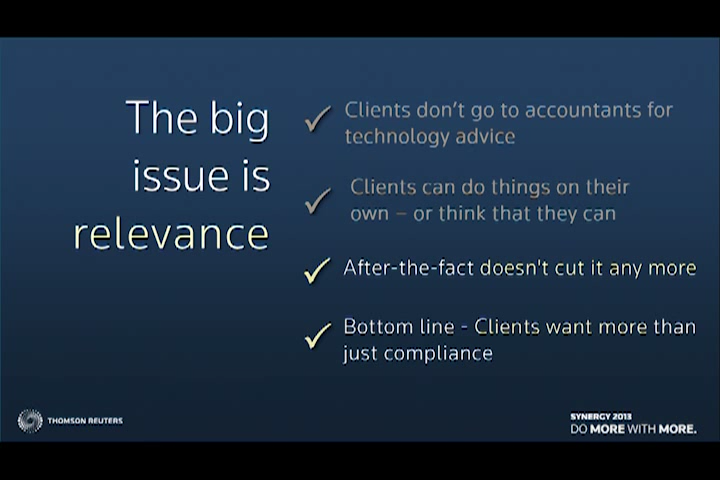 The big
issue is
relevance
Clients don't go to accountants for
technology advice
Clients can do things on their
own – or think that they can
After-the-fact doesn't cut it any more
Bottom line - Clients want more than
just compliance
THOMSON REUTERS
SYNERGY 2013
DO MORE WITH MORE.